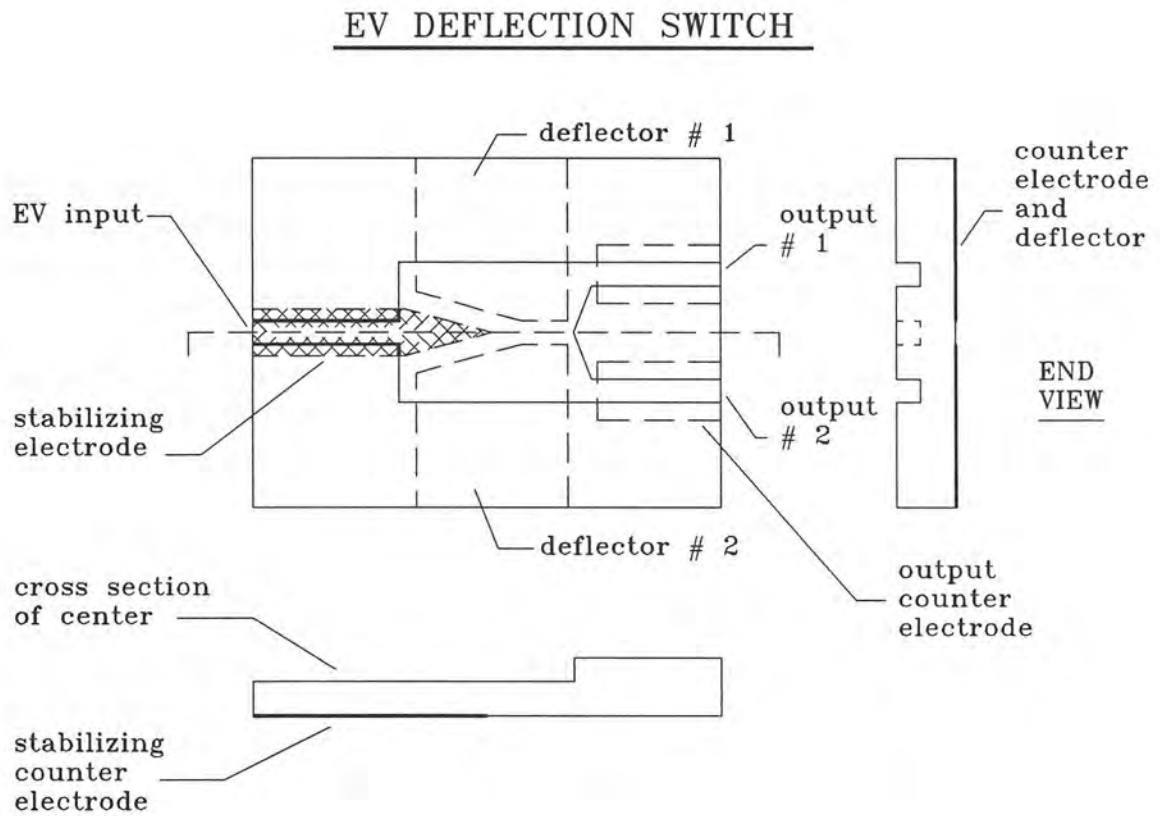 EV DEFLECTION SWITCH
deflector # 1
counter
electrode
and
deflector
EV input
output
# 1
stabilizing
electrode
output
# 2
END
VIEW
deflector # 2
output
counter
electrode
cross section
of center
stabilizing
counter
electrode